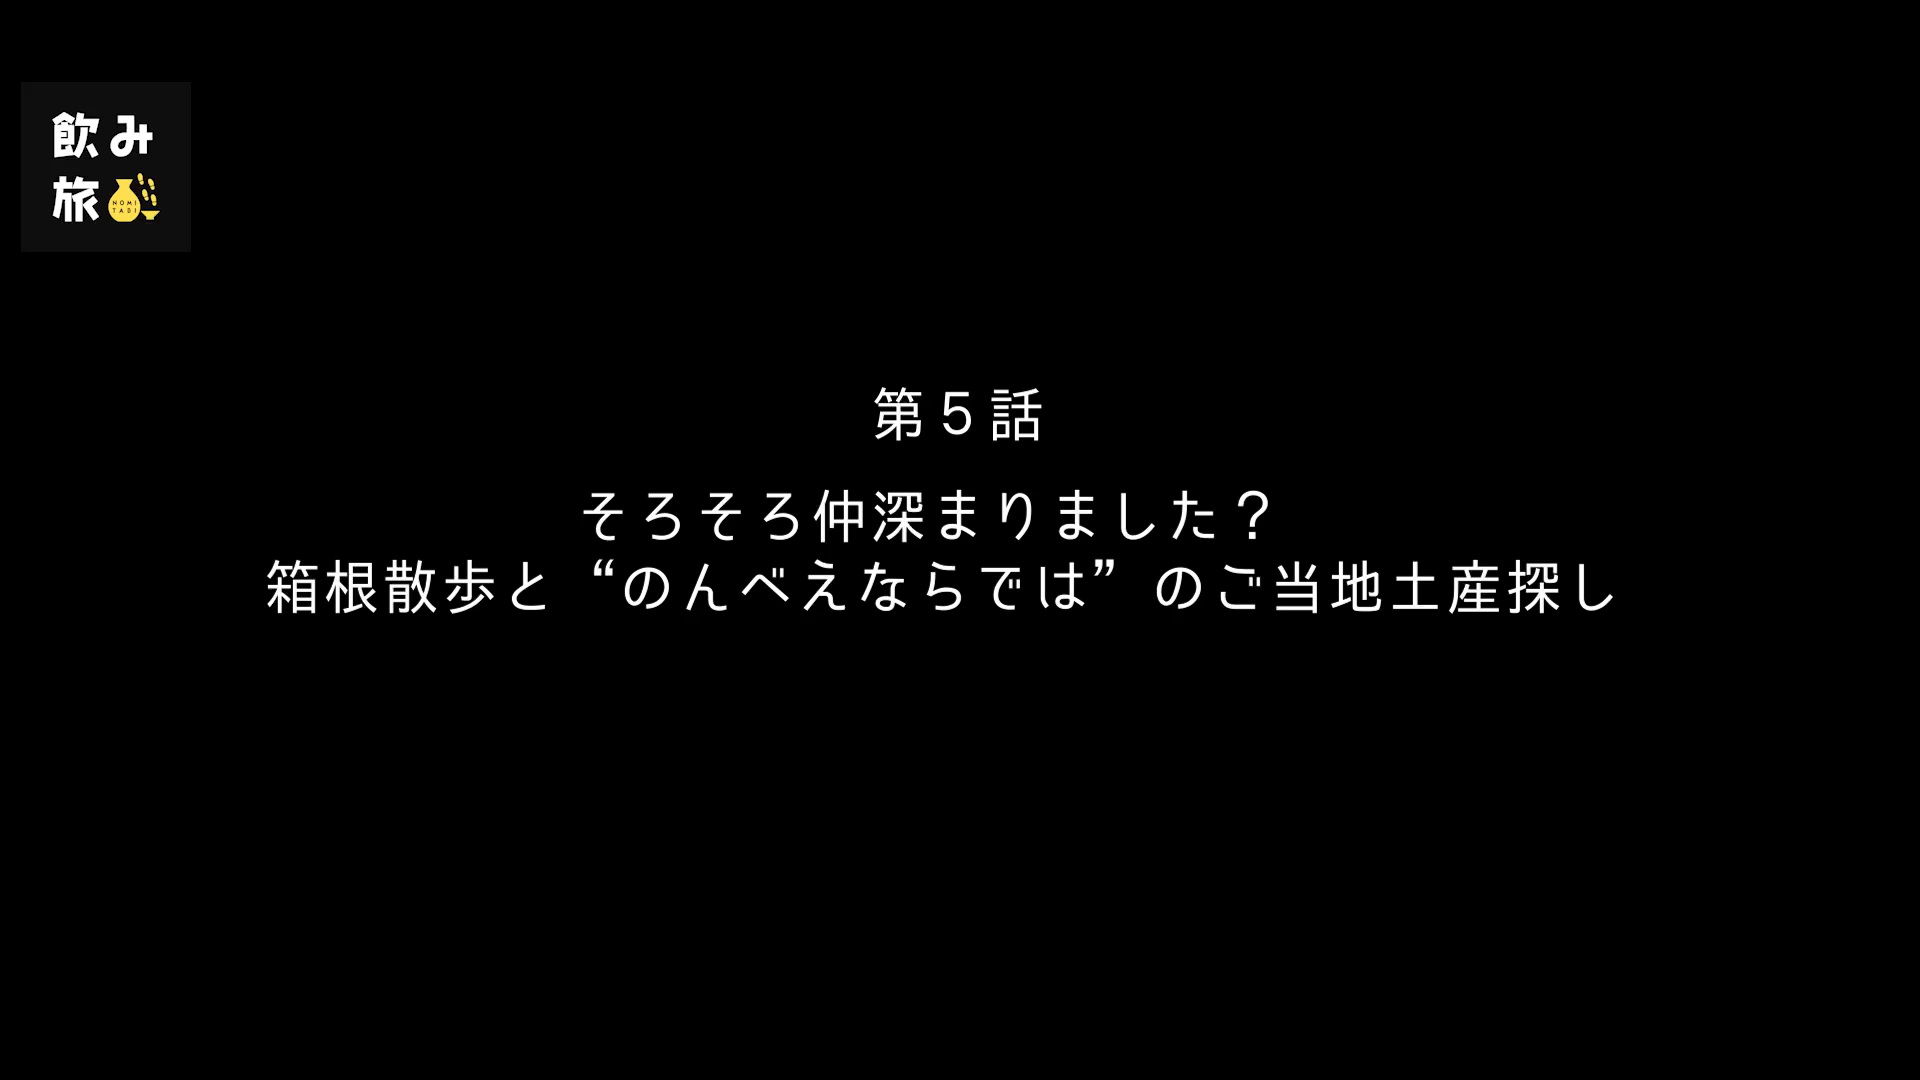 飲み
旅
NOMI
TABI
第5話
そろそろ仲深まりました？
箱根散歩と“のんべえならでは”のご当地土産探し